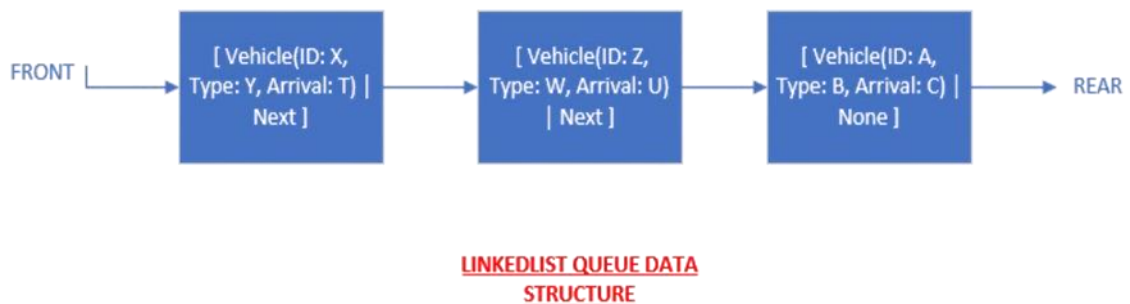 FRONT
[ Vehicle(ID: X,
Type: Y, Arrival: T) |
Next ]
[ Vehicle(ID: Z,
Type: W, Arrival: U)
| Next ]
[ Vehicle(ID: A,
Type: B, Arrival: C) |
None ]
REAR
LINKEDLIST QUEUE DATA
STRUCTURE